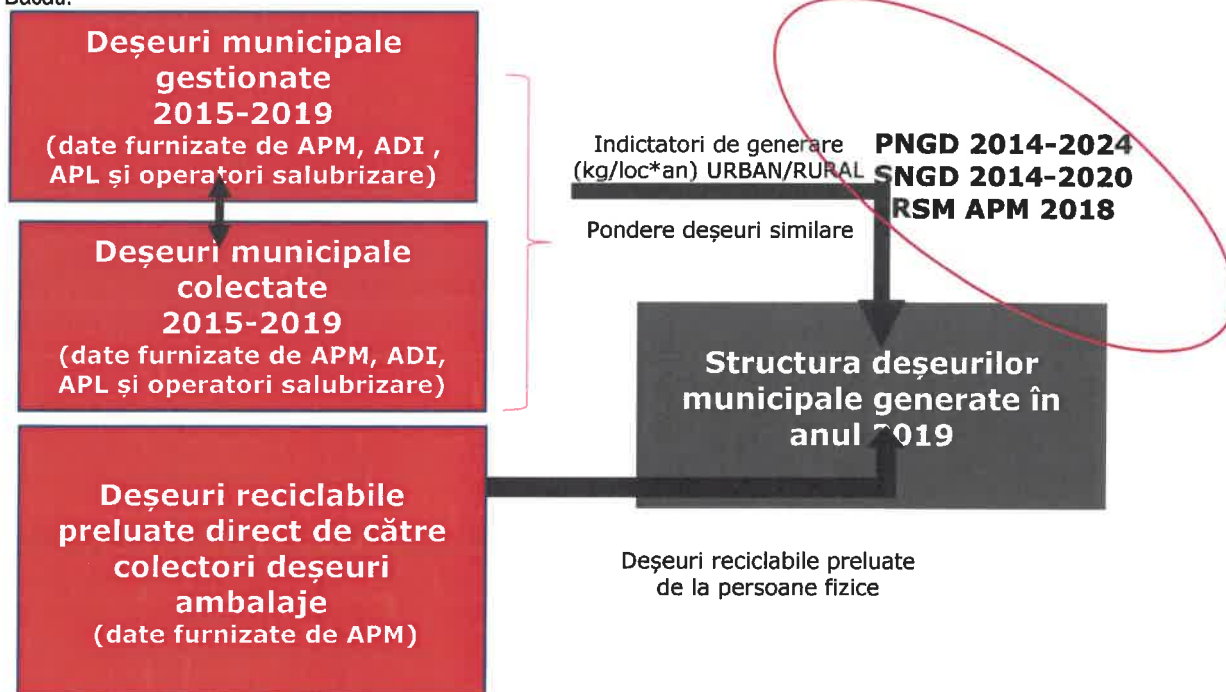 Bacău.
Deșeuri municipale
gestionate
2015-2019
(date furnizate de APM, ADI ,
APL și operatori salubrizare)
Deșeuri municipale
colectate
2015-2019
(date furnizate de APM, ADI,
APL și operatori salubrizare)
Deșeuri reciclabile
preluate direct de către
colectori deșeuri
ambalaje
(date furnizate de APM)
Indictatori de generare
(kg/loc*an) URBAN/RURAL
Pondere deșeuri similare
PNGD 2014-2024
SNGD 2014-2020
RSM APM 2018
Structura deșeurilor
municipale generate în
anul 2019
Deșeuri reciclabile preluate
de la persoane fizice